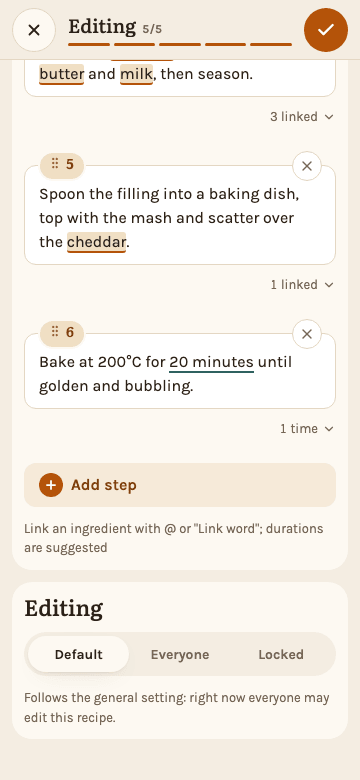 Editing 5/5
butter and milk, then season.
3 linked
5
Spoon the filling into a baking dish,
top with the mash and scatter over
the cheddar.
1 linked
6
Bake at 200°C for 20 minutes until
golden and bubbling.
1 time
Add step
Link an ingredient with @ or "Link word"; durations
are suggested
Editing
Default Everyone Locked
Follows the general setting: right now everyone may
edit this recipe.